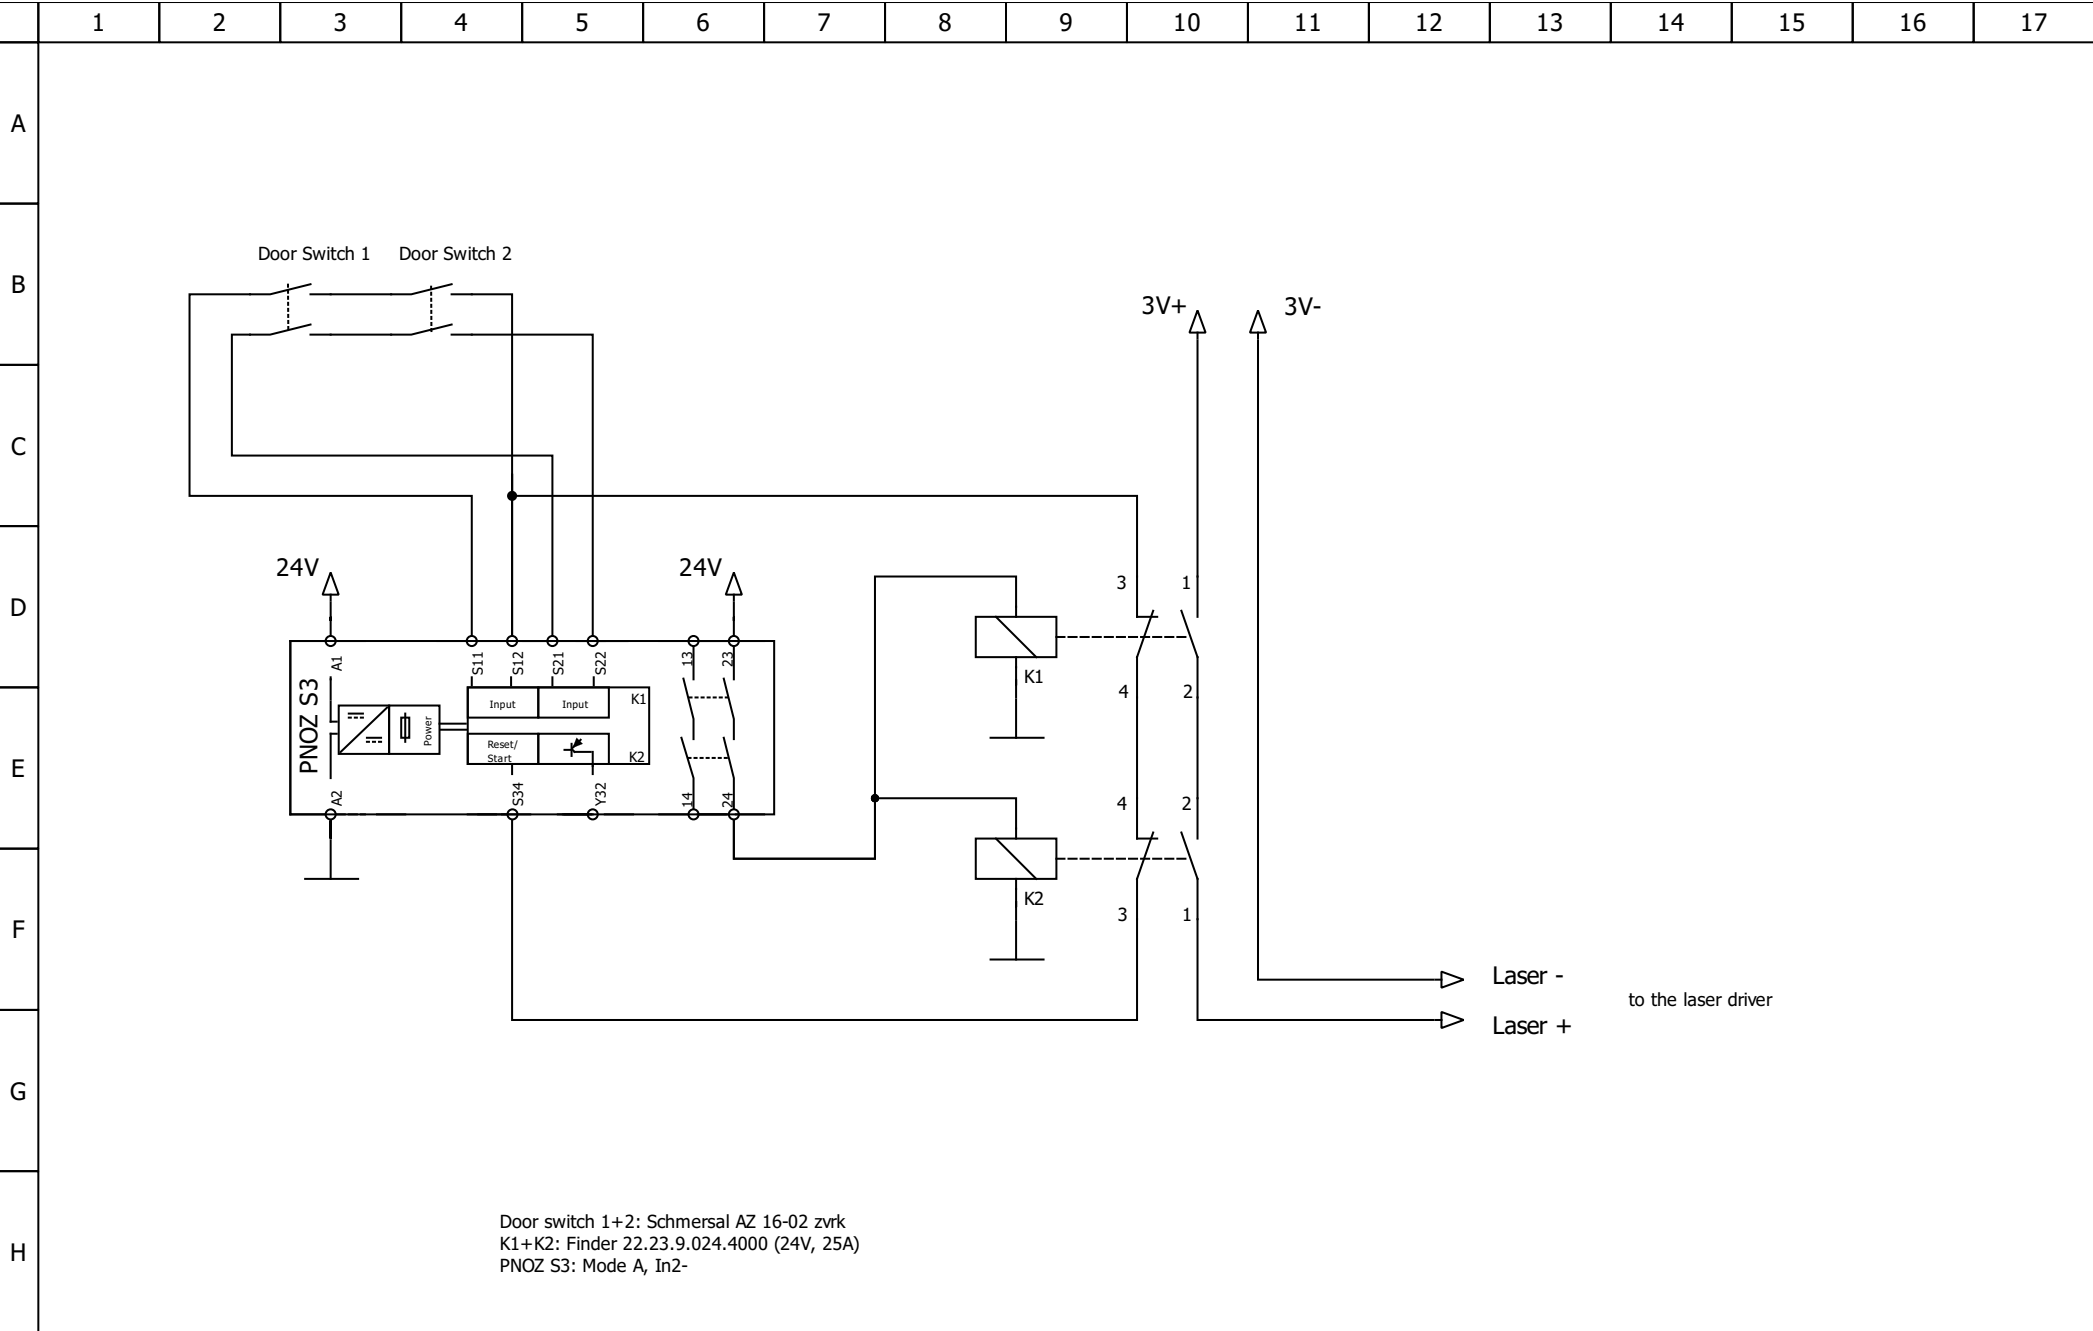 1 2 3 4 5 6 7 8 9 10 11 12 13 14 15 16 17
A
B
C
D
E
F
G
H
Door Switch 1 Door Switch 2
3V+ 3V-
24V 24V
3 1
A1 S11 S12 S21 S22 13 23
K1
PNOZ S3
Input Input K1
4 2
Power
Reset/
Start
K2
A2 S34 Y32 14 24
4 2
K2
3 1
Laser -
to the laser driver
Laser +
Door switch 1+2: Schmersal AZ 16-02 zvrk
K1+K2: Finder 22.23.9.024.4000 (24V, 25A)
PNOZ S3: Mode A, In2-